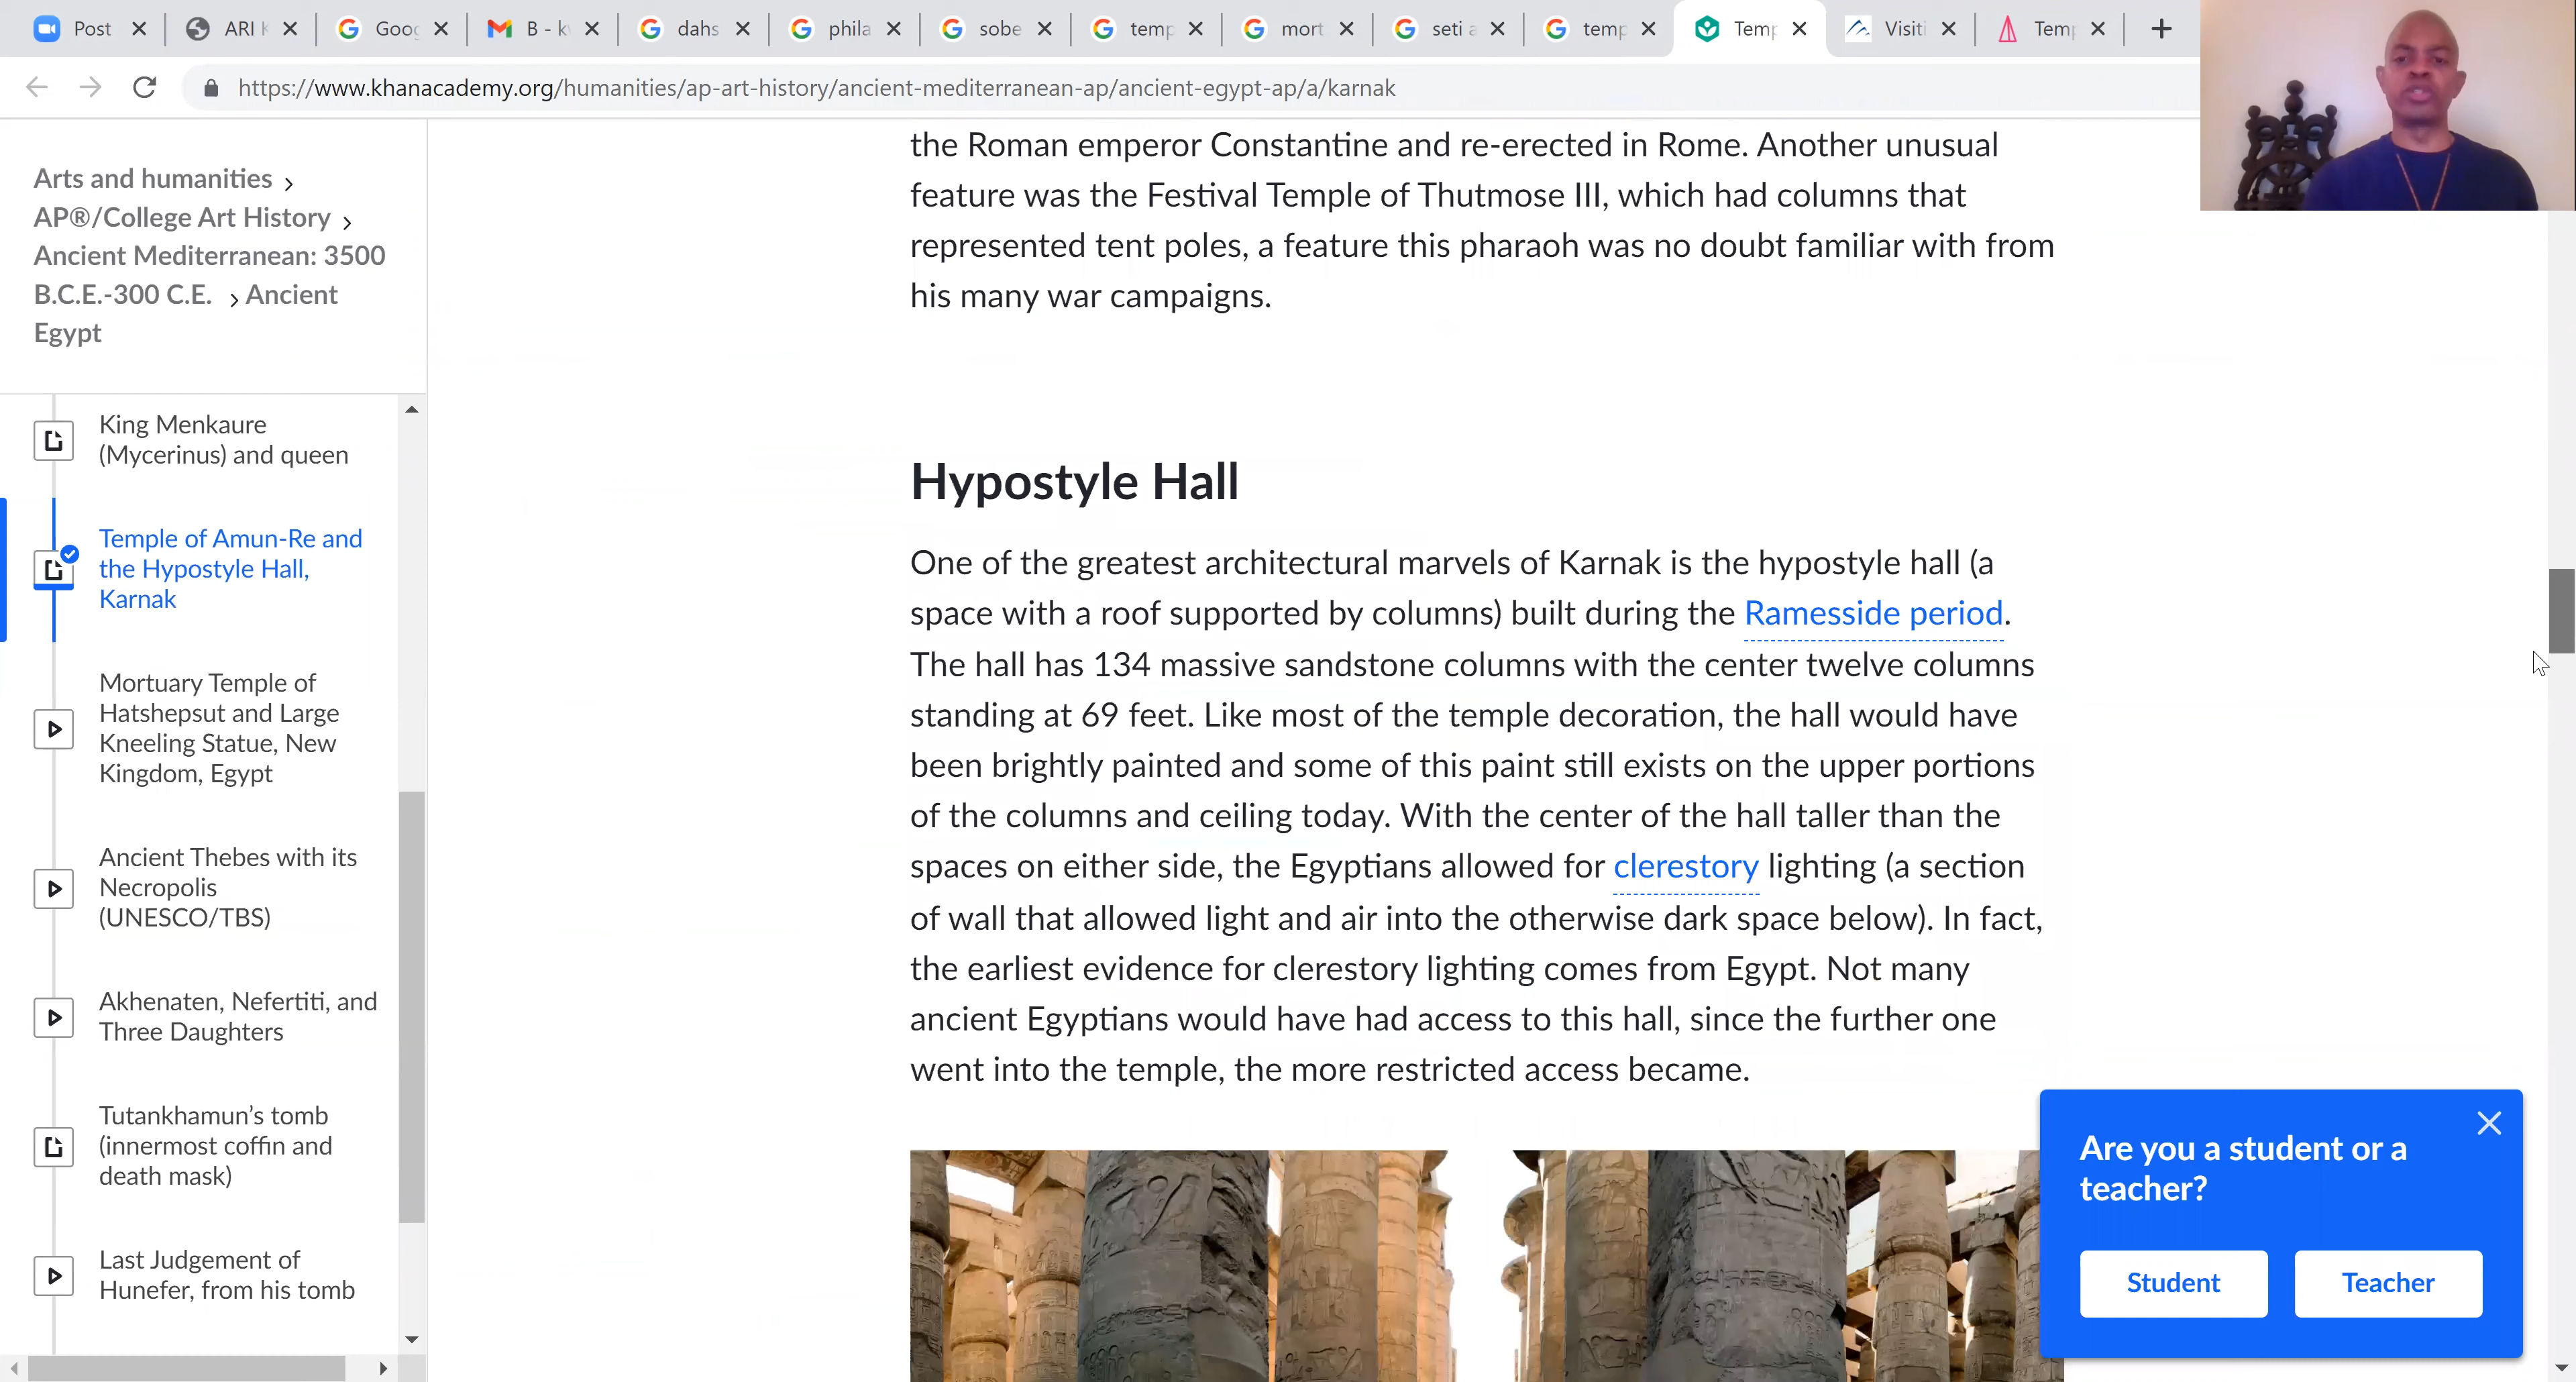 Post
ARI K
Goog
B - kv
dahs
phila
sobe
temp
mort
seti a
temp
Temp
Visiti
Temp
https://www.khanacademy.org/humanities/ap-art-history/ancient-mediterranean-ap/ancient-egypt-ap/a/karnak
Arts and humanities >
AP®/College Art History >
Ancient Mediterranean: 3500
B.C.E.-300 C.E. > Ancient
Egypt
King Menkaure
(Mycerinus) and queen
Temple of Amun-Re and
the Hypostyle Hall,
Karnak
Mortuary Temple of
Hatshepsut and Large
Kneeling Statue, New
Kingdom, Egypt
Ancient Thebes with its
Necropolis
(UNESCO/TBS)
Akhenaten, Nefertiti, and
Three Daughters
Tutankhamun’s tomb
(innermost coffin and
death mask)
Last Judgement of
Hunefer, from his tomb
the Roman emperor Constantine and re-erected in Rome. Another unusual
feature was the Festival Temple of Thutmose III, which had columns that
represented tent poles, a feature this pharaoh was no doubt familiar with from
his many war campaigns.
Hypostyle Hall
One of the greatest architectural marvels of Karnak is the hypostyle hall (a
space with a roof supported by columns) built during the Ramesside period.
The hall has 134 massive sandstone columns with the center twelve columns
standing at 69 feet. Like most of the temple decoration, the hall would have
been brightly painted and some of this paint still exists on the upper portions
of the columns and ceiling today. With the center of the hall taller than the
spaces on either side, the Egyptians allowed for clerestory lighting (a section
of wall that allowed light and air into the otherwise dark space below). In fact,
the earliest evidence for clerestory lighting comes from Egypt. Not many
ancient Egyptians would have had access to this hall, since the further one
went into the temple, the more restricted access became.
Are you a student or a
teacher?
Student
Teacher